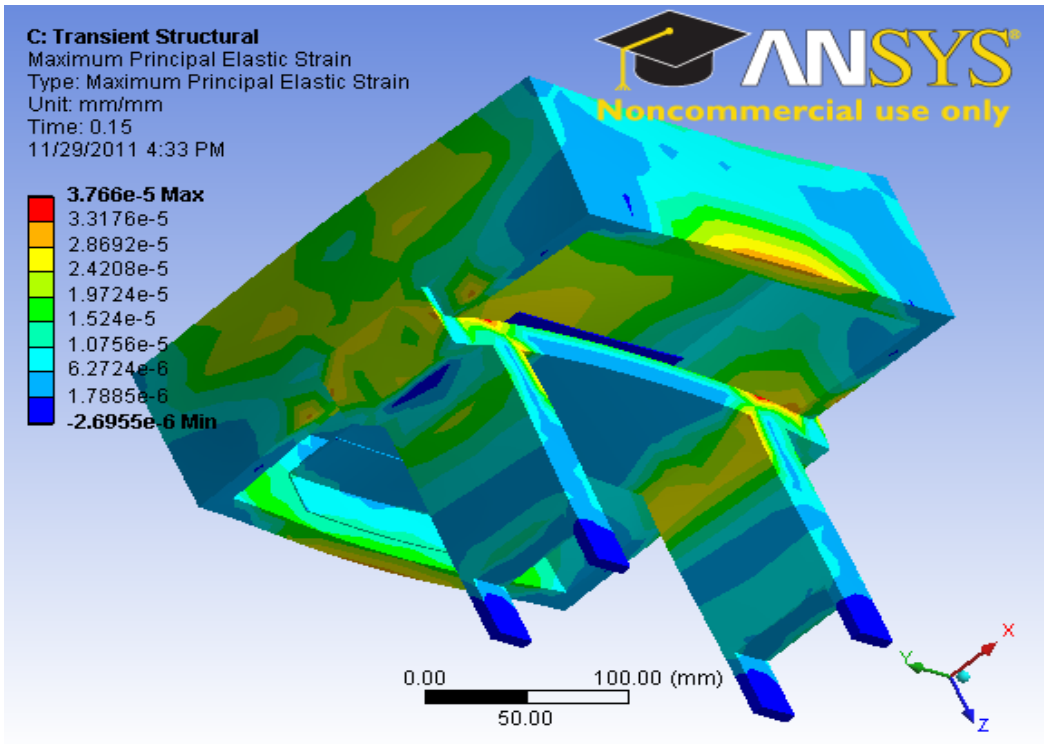 C: Transient Structural
Maximum Principal Elastic Strain
Type: Maximum Principal Elastic Strain
Unit: mm/mm
Time: 0.15
11/29/2011 4:33 PM
ANSYS®
Noncommercial use only
3.766e-5 Max
3.3176e-5
2.8692e-5
2.4208e-5
1.9724e-5
1.524e-5
1.0756e-5
6.2724e-6
1.7885e-6
-2.6955e-6 Min
0.00 100.00 (mm)
50.00
X
Y
Z